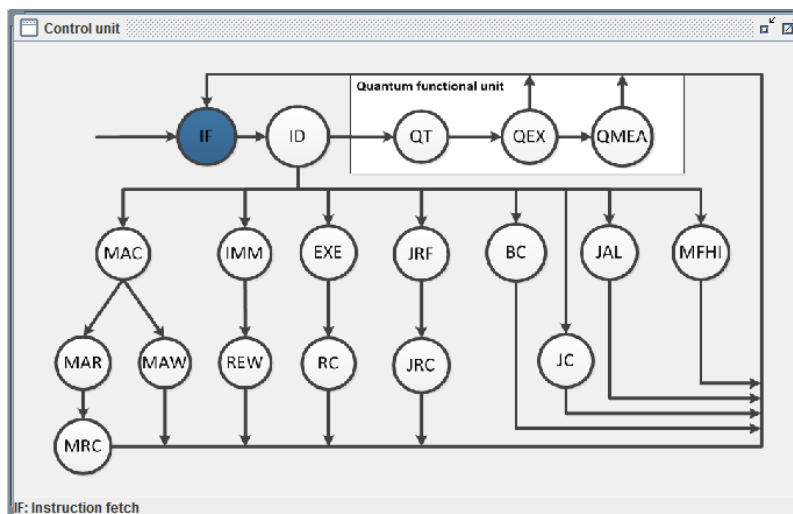 Control unit
Quantum functional unit
IF ID QT QEX QMEA
MAC IMM EXE JRF BC JAL MFHI
MAR MAW REW RC JRC JC
MRC
IF: Instruction fetch